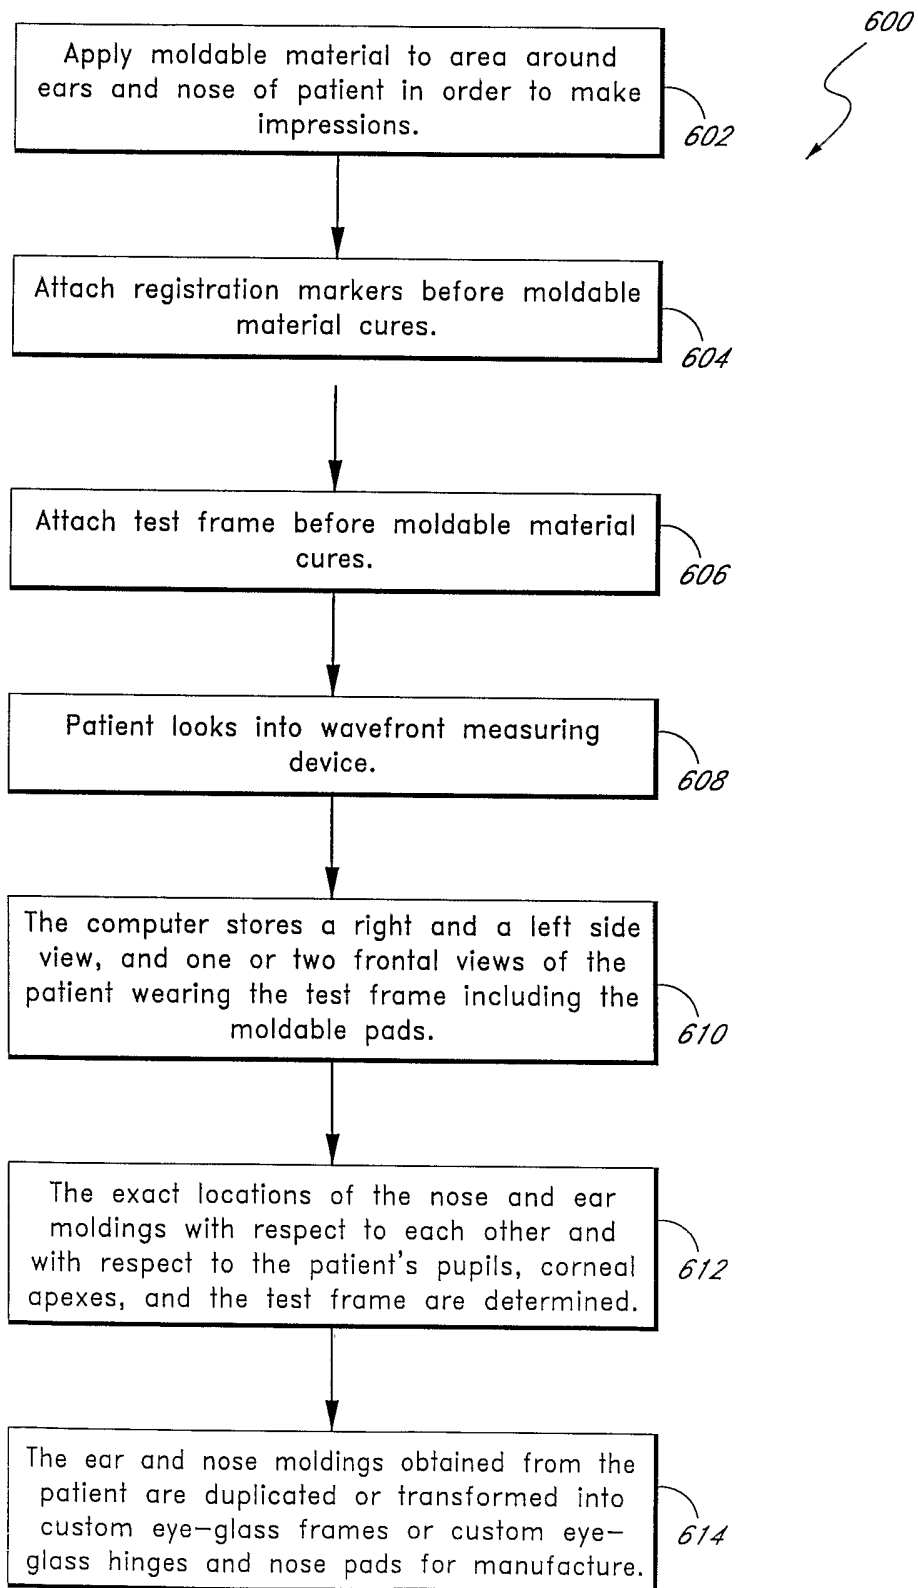 600
Apply moldable material to area around
ears and nose of patient in order to make
impressions.
602
Attach registration markers before moldable
material cures.
604
Attach test frame before moldable material
cures.
606
Patient looks into wavefront measuring
device.
608
The computer stores a right and a left side
view, and one or two frontal views of the
patient wearing the test frame including the
moldable pads.
610
The exact locations of the nose and ear
moldings with respect to each other and
with respect to the patient's pupils, corneal
apexes, and the test frame are determined.
612
The ear and nose moldings obtained from the
patient are duplicated or transformed into
custom eye-glass frames or custom eye-
glass hinges and nose pads for manufacture.
614